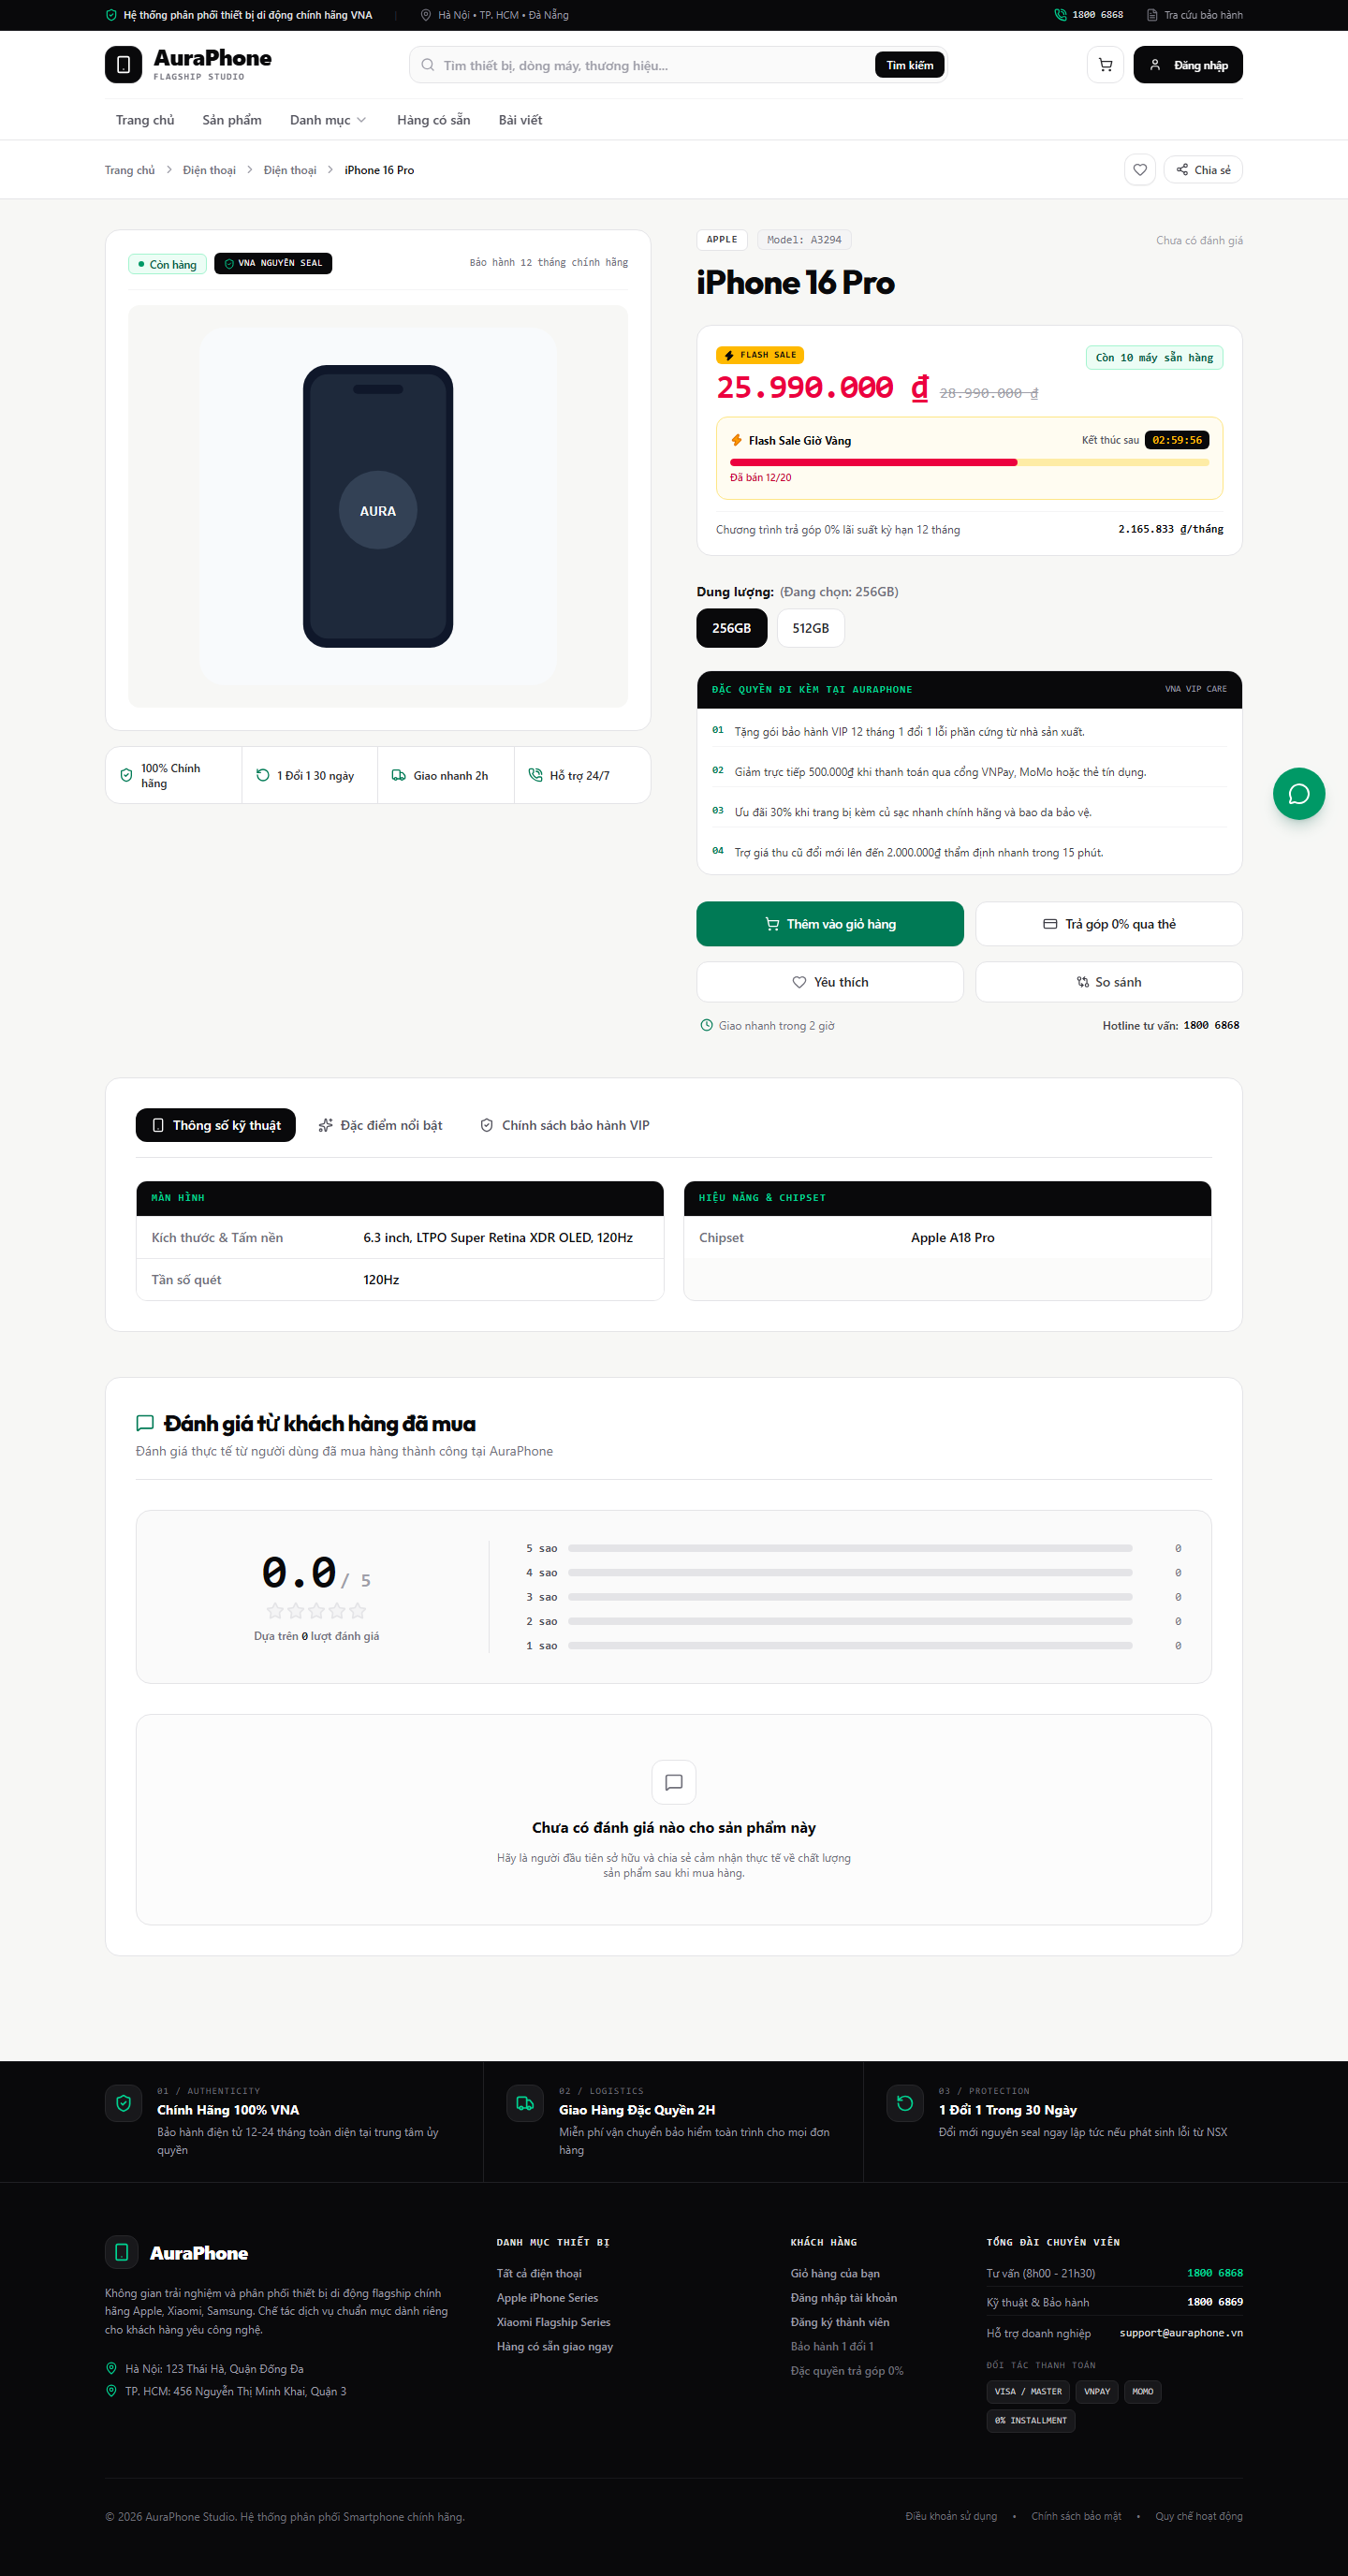 Hệ thống phân phối thiết bị di động chính hãng VNA
Hà Nội • TP. HCM • Đà Nẵng
1800 6868
Tra cứu bảo hành
AuraPhone
FLAGSHIP STUDIO
Tìm thiết bị, dòng máy, thương hiệu...
Tìm kiếm
Đăng nhập
Trang chủ
Sản phẩm
Danh mục
Hàng có sẵn
Bài viết
Trang chủ > Điện thoại > Điện thoại > iPhone 16 Pro
Chia sẻ
Còn hàng
VNA NGUYÊN SEAL
Bảo hành 12 tháng chính hãng
AURA
100% Chính hãng
1 Đổi 1 30 ngày
Giao nhanh 2h
Hỗ trợ 24/7
APPLE
Model: A3294
Chưa có đánh giá
iPhone 16 Pro
FLASH SALE
Còn 10 máy sẵn hàng
25.990.000 ₫
28.990.000 ₫
Flash Sale Giờ Vàng
Kết thúc sau
02:59:56
Đã bán 12/20
Chương trình trả góp 0% lãi suất kỳ hạn 12 tháng
2.165.833 ₫/tháng
Dung lượng: (Đang chọn: 256GB)
256GB
512GB
ĐẶC QUYỀN ĐI KÈM TẠI AURAPHONE
VNA VIP CARE
01 Tặng gói bảo hành VIP 12 tháng 1 đổi 1 lỗi phần cứng từ nhà sản xuất.
02 Giảm trực tiếp 500.000₫ khi thanh toán qua cổng VNPay, MoMo hoặc thẻ tín dụng.
03 Ưu đãi 30% khi trang bị kèm củ sạc nhanh chính hãng và bao da bảo vệ.
04 Trợ giá thu cũ đổi mới lên đến 2.000.000₫ thẩm định nhanh trong 15 phút.
Thêm vào giỏ hàng
Trả góp 0% qua thẻ
Yêu thích
So sánh
Giao nhanh trong 2 giờ
Hotline tư vấn: 1800 6868
Thông số kỹ thuật
Đặc điểm nổi bật
Chính sách bảo hành VIP
MÀN HÌNH
Kích thước & Tấm nền
6.3 inch, LTPO Super Retina XDR OLED, 120Hz
Tần số quét
120Hz
HIỆU NĂNG & CHIPSET
Chipset
Apple A18 Pro
Đánh giá từ khách hàng đã mua
Đánh giá thực tế từ người dùng đã mua hàng thành công tại AuraPhone
0.0 / 5
Dựa trên 0 lượt đánh giá
5 sao 0
4 sao 0
3 sao 0
2 sao 0
1 sao 0
Chưa có đánh giá nào cho sản phẩm này
Hãy là người đầu tiên sở hữu và chia sẻ cảm nhận thực tế về chất lượng
sản phẩm sau khi mua hàng.
01 / AUTHENTICITY
Chính Hãng 100% VNA
Bảo hành điện tử 12-24 tháng toàn diện tại trung tâm ủy
quyền
02 / LOGISTICS
Giao Hàng Đặc Quyền 2H
Miễn phí vận chuyển bảo hiểm toàn trình cho mọi đơn
hàng
03 / PROTECTION
1 Đổi 1 Trong 30 Ngày
Đổi mới nguyên seal ngay lập tức nếu phát sinh lỗi từ NSX
AuraPhone
Không gian trải nghiệm và phân phối thiết bị di động flagship chính
hãng Apple, Xiaomi, Samsung. Chế tác dịch vụ chuẩn mực dành riêng
cho khách hàng yêu công nghệ.
Hà Nội: 123 Thái Hà, Quận Đống Đa
TP. HCM: 456 Nguyễn Thị Minh Khai, Quận 3
DANH MỤC THIẾT BỊ
Tất cả điện thoại
Apple iPhone Series
Xiaomi Flagship Series
Hàng có sẵn giao ngay
KHÁCH HÀNG
Giỏ hàng của bạn
Đăng nhập tài khoản
Đăng ký thành viên
Bảo hành 1 đổi 1
Đặc quyền trả góp 0%
TỔNG ĐÀI CHUYÊN VIÊN
Tư vấn (8h00 - 21h30) 1800 6868
Kỹ thuật & Bảo hành 1800 6869
Hỗ trợ doanh nghiệp support@auraphone.vn
ĐỐI TÁC THANH TOÁN
VISA / MASTER
VNPAY
MOMO
0% INSTALLMENT
© 2026 AuraPhone Studio. Hệ thống phân phối Smartphone chính hãng.
Điều khoản sử dụng • Chính sách bảo mật • Quy chế hoạt động